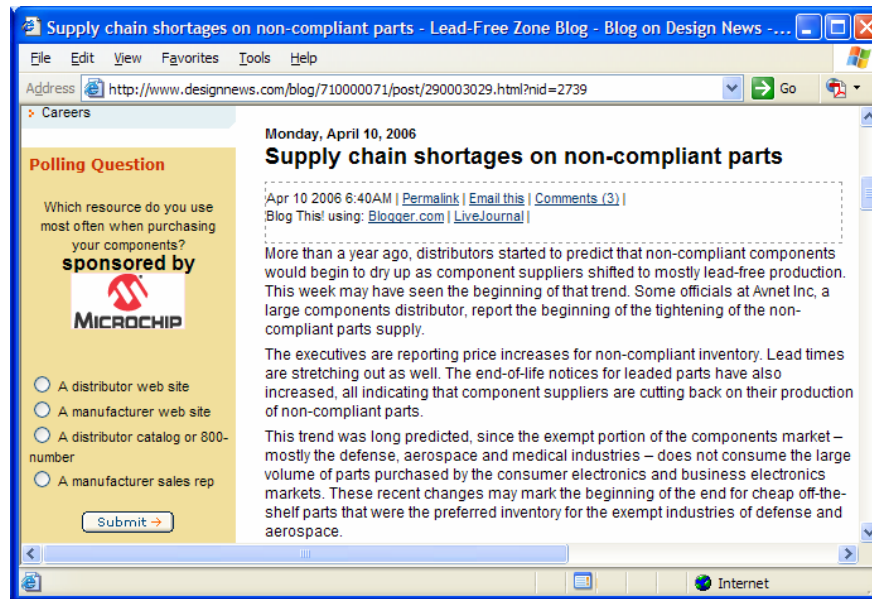 Supply chain shortages on non-compliant parts - Lead-Free Zone Blog - Blog on Design News -...
File Edit View Favorites Tools Help
Address http://www.designnews.com/blog/710000071/post/290003029.html?nid=2739 Go
Careers
Polling Question
Which resource do you use
most often when purchasing
your components?
sponsored by
MICROCHIP
A distributor web site
A manufacturer web site
A distributor catalog or 800-
number
A manufacturer sales rep
Submit
Monday, April 10, 2006
Supply chain shortages on non-compliant parts
Apr 10 2006 6:40AM | Permalink | Email this | Comments (3) |
Blog This! using: Blogger.com | LiveJournal |
More than a year ago, distributors started to predict that non-compliant components
would begin to dry up as component suppliers shifted to mostly lead-free production.
This week may have seen the beginning of that trend. Some officials at Avnet Inc, a
large components distributor, report the beginning of the tightening of the non-
compliant parts supply.
The executives are reporting price increases for non-compliant inventory. Lead times
are stretching out as well. The end-of-life notices for leaded parts have also
increased, all indicating that component suppliers are cutting back on their production
of non-compliant parts.
This trend was long predicted, since the exempt portion of the components market –
mostly the defense, aerospace and medical industries – does not consume the large
volume of parts purchased by the consumer electronics and business electronics
markets. These recent changes may mark the beginning of the end for cheap off-the-
shelf parts that were the preferred inventory for the exempt industries of defense and
aerospace.
Internet